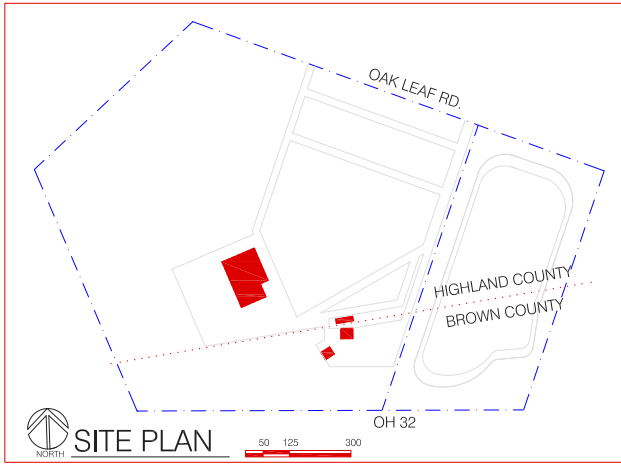 OAK LEAF RD.
HIGHLAND COUNTY
BROWN COUNTY
OH 32
NORTH
SITE PLAN
50 125 300